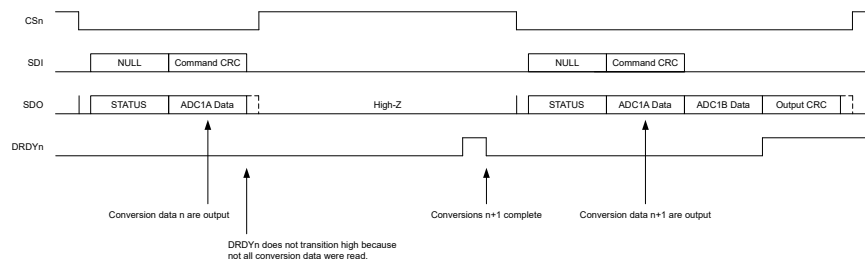 CSn
SDI
NULL
Command CRC
NULL
Command CRC
SDO
STATUS
ADC1A Data
High-Z
STATUS
ADC1A Data
ADC1B Data
Output CRC
DRDYn
Conversion data n are output
Conversions n+1 complete
Conversion data n+1 are output
DRDYn does not transition high because
not all conversion data were read.